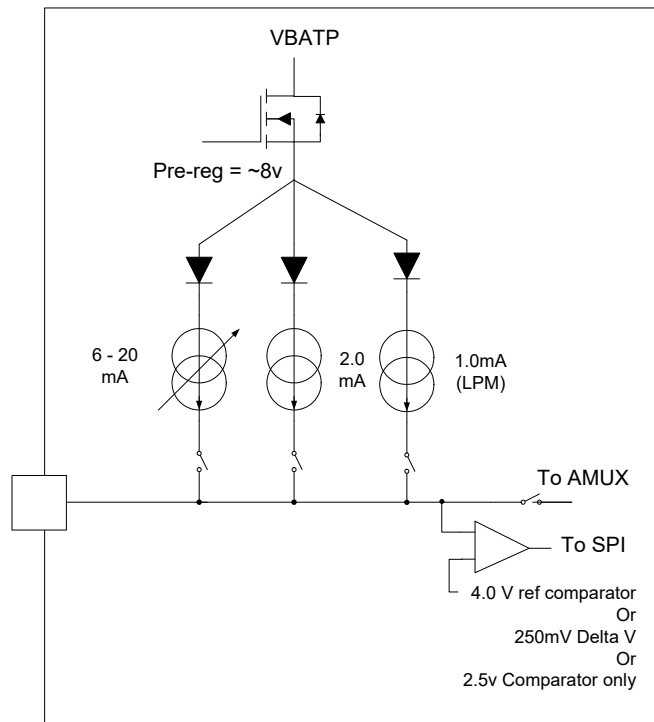 VBATP
Pre-reg = ~8v
6 - 20
mA
2.0
mA
1.0mA
(LPM)
To AMUX
To SPI
4.0 V ref comparator
Or
250mV Delta V
Or
2.5v Comparator only